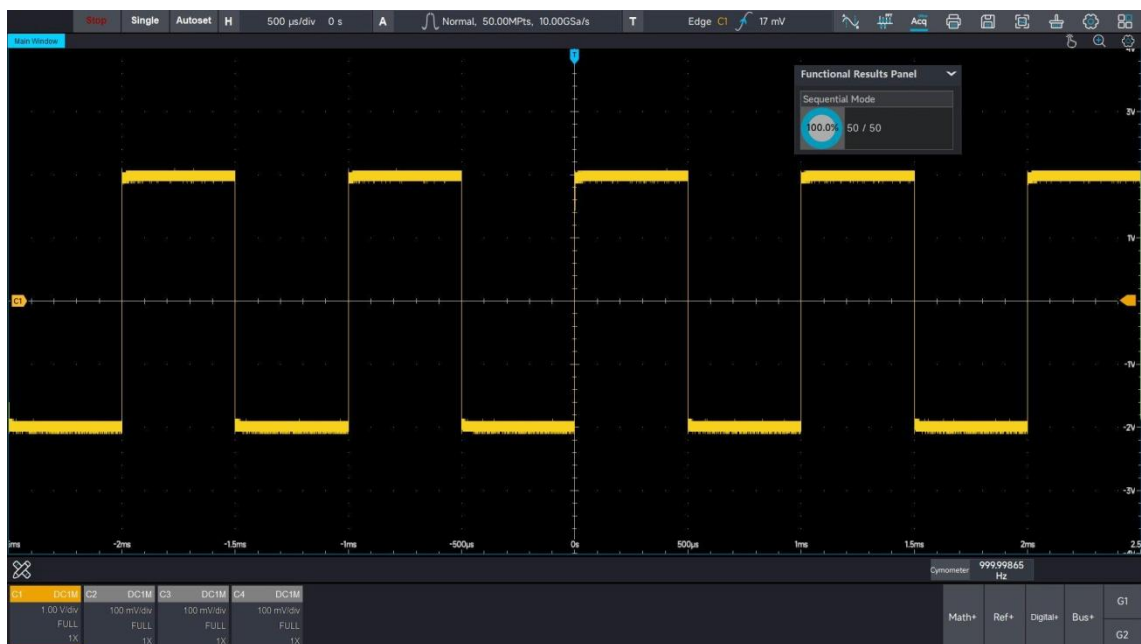 Stop Single Autoset H 500 µs/div 0 s A Normal, 50.00MPts, 10.00GSa/s T Edge C1 17 mV Acq
Main Window
T
Functional Results Panel
3V
Sequential Mode
100.0% 50 / 50
1V
C1
-1V
-2V
-3V
-2ms -1.5ms -1ms -500µs 0s 500µs 1ms 1.5ms 2ms 2.5
Cymometer 999.99865
Hz
C1 DC1M C2 DC1M C3 DC1M C4 DC1M
1.00 V/div 100 mV/div 100 mV/div 100 mV/div
FULL FULL FULL FULL
1X 1X 1X 1X
Math+ Ref+ Digital+ Bus+
G1
G2